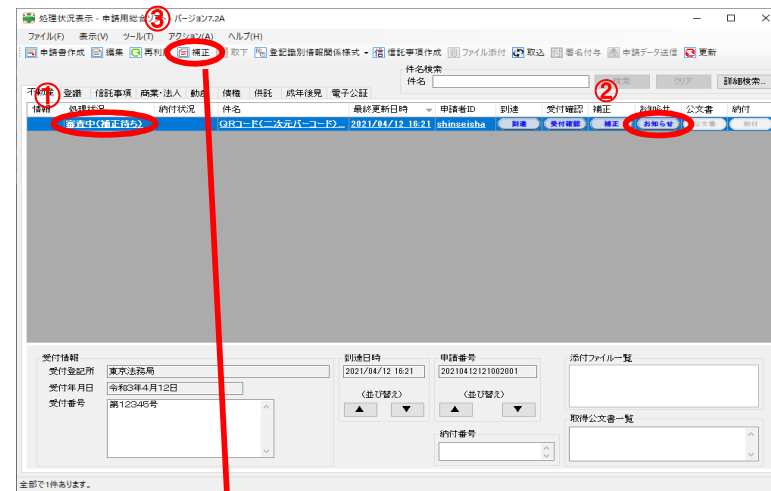 処理状況表示 - 申請用総合ソフト バージョン7.2A
③
ファイル(F) 表示(V) ツール(T) アクション(A) ヘルプ(H)
申請書作成 編集 再利用 補正 取下 登記識別情報関係様式 信 信託事項作成 ファイル添付 取込 署名付与 申請データ送信 更新
件名検索
件名 検索 クリア 詳細検索...
不動産 登識 信託事項 商業・法人 動産 債権 供託 成年後見 電子公証
① ②
情報 処理状況 納付状況 件名 最終更新日時 申請者ID 到達 受付確認 補正 お知らせ 公文書 納付
審査中(補正待ち) QRコード(二次元バーコード)... 2021/04/12 16:21 shinseisha 到達 受付確認 補正 お知らせ 公文書 納付
受付情報 到達日時 申請番号 添付ファイル一覧
受付登記所 東京法務局 2021/04/12 16:21 20210412121002001
受付年月日 令和3年4月12日 (並び替え) (並び替え)
受付番号 第12345号 ▲ ▼ ▲ ▼
取得公文書一覧
納付番号
全部で1件あります。